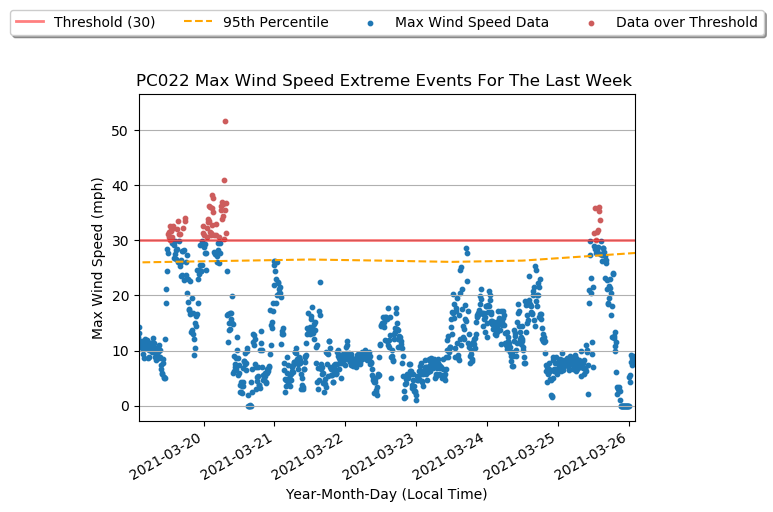 Threshold (30) 95th Percentile Max Wind Speed Data Data over Threshold
PC022 Max Wind Speed Extreme Events For The Last Week
Max Wind Speed (mph)
50
40
30
20
10
0
2021-03-20 2021-03-21 2021-03-22 2021-03-23 2021-03-24 2021-03-25 2021-03-26
Year-Month-Day (Local Time)